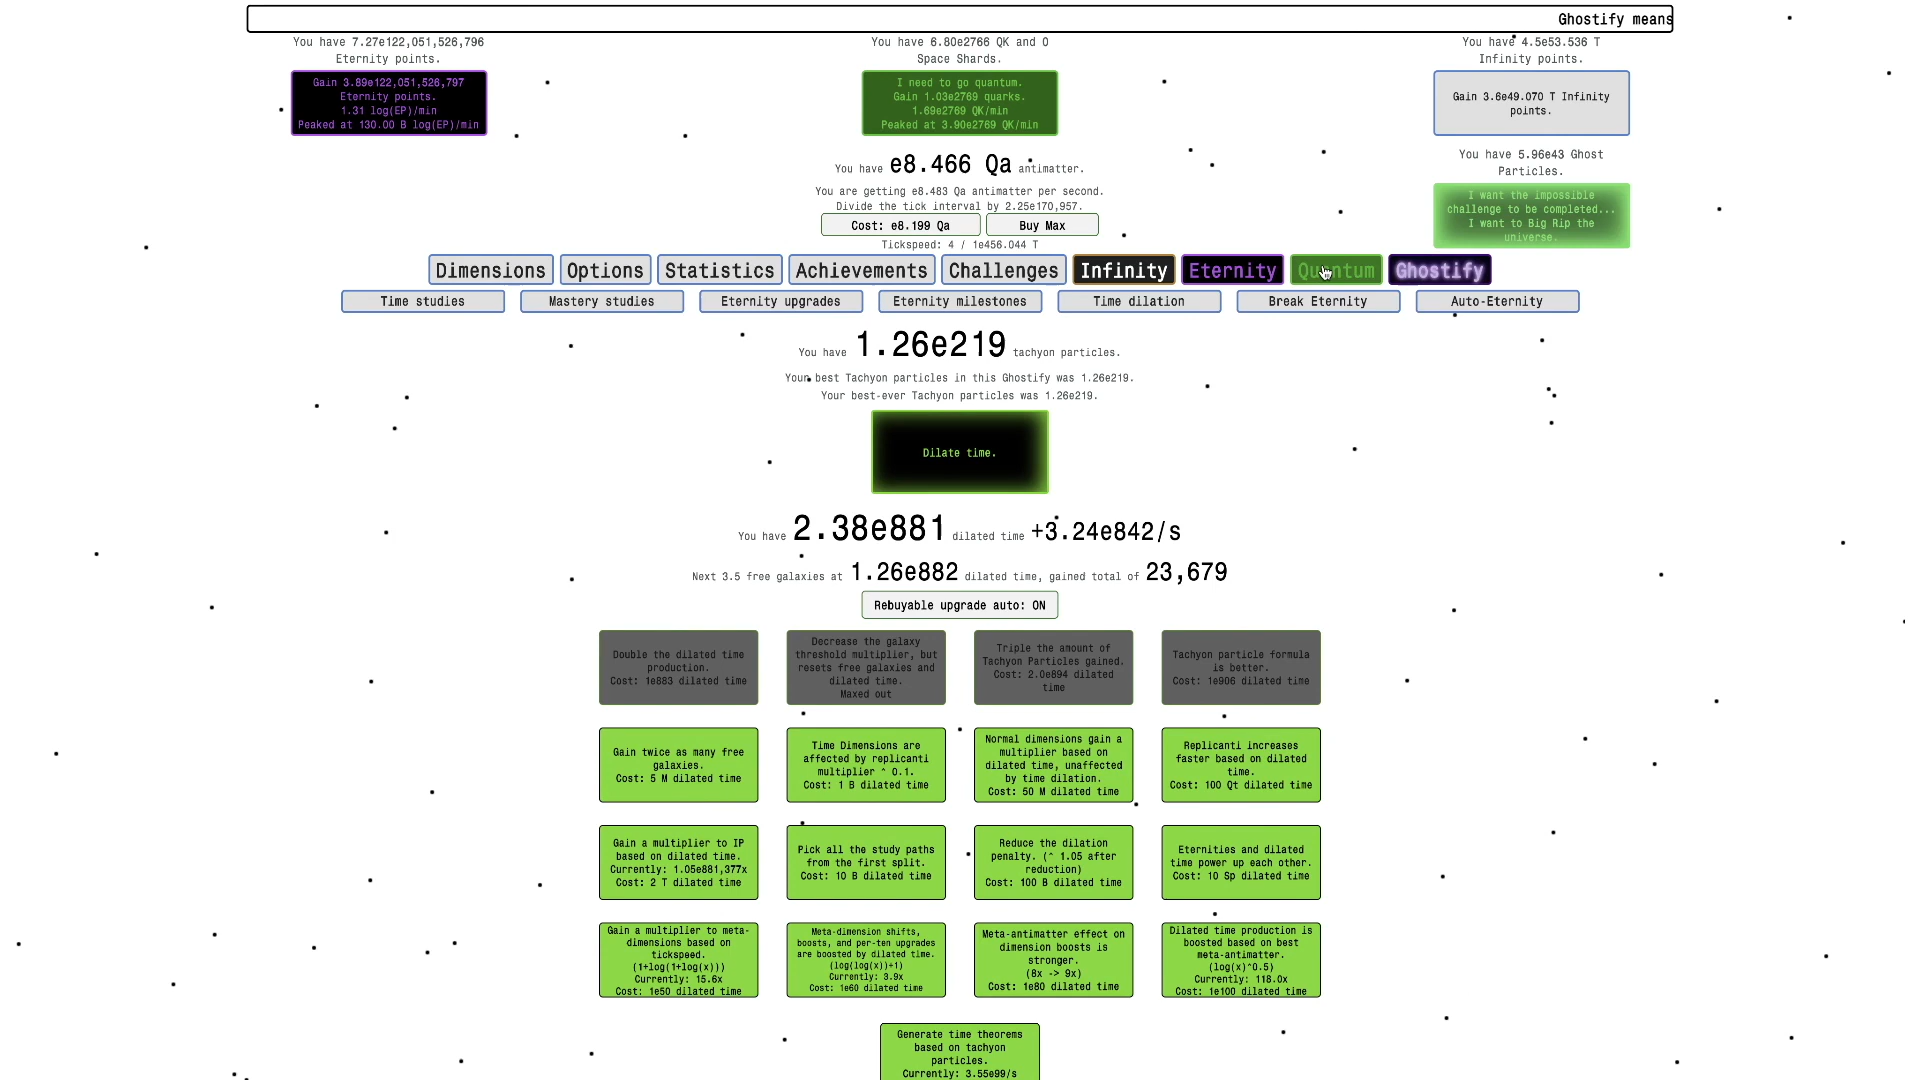 Ghostify means
You have 7.27e122,051,526,796
Eternity points.
Gain 3.89e122,051,526,797
Eternity points.
1.31 log(EP)/min
Peaked at 130.00 B log(EP)/min
You have 6.80e2766 QK and 0
Space Shards.
I need to go quantum.
Gain 1.03e2769 quarks.
1.69e2769 QK/min
Peaked at 3.90e2769 QK/min
You have 4.5e53.536 T
Infinity points.
Gain 3.6e49.070 T Infinity
points.
You have e8.466 Qa antimatter.
You are getting e8.483 Qa antimatter per second.
Divide the tick interval by 2.25e170,957.
Cost: e8.199 Qa
Buy Max
Tickspeed: 4 / 1e456.044 T
You have 5.96e43 Ghost
Particles.
I want the impossible
challenge to be completed...
I want to Big Rip the
universe.
Dimensions
Options
Statistics
Achievements
Challenges
Infinity
Eternity
Quantum
Ghostify
Time studies
Mastery studies
Eternity upgrades
Eternity milestones
Time dilation
Break Eternity
Auto-Eternity
You have 1.26e219 tachyon particles.
Your best Tachyon particles in this Ghostify was 1.26e219.
Your best-ever Tachyon particles was 1.26e219.
Dilate time.
You have 2.38e881 dilated time +3.24e842/s
Next 3.5 free galaxies at 1.26e882 dilated time, gained total of 23,679
Rebuyable upgrade auto: ON
Double the dilated time
production.
Cost: 1e883 dilated time
Decrease the galaxy
threshold multiplier, but
resets free galaxies and
dilated time.
Maxed out
Triple the amount of
Tachyon Particles gained.
Cost: 2.0e894 dilated
time
Tachyon particle formula
is better.
Cost: 1e906 dilated time
Gain twice as many free
galaxies.
Cost: 5 M dilated time
Time Dimensions are
affected by replicanti
multiplier ^ 0.1.
Cost: 1 B dilated time
Normal dimensions gain a
multiplier based on
dilated time, unaffected
by time dilation.
Cost: 50 M dilated time
Replicanti increases
faster based on dilated
time.
Cost: 100 Qt dilated time
Gain a multiplier to IP
based on dilated time.
Currently: 1.05e881,377x
Cost: 2 T dilated time
Pick all the study paths
from the first split.
Cost: 10 B dilated time
Reduce the dilation
penalty. (^ 1.05 after
reduction)
Cost: 100 B dilated time
Eternities and dilated
time power up each other.
Cost: 10 Sp dilated time
Gain a multiplier to meta-
dimensions based on
tickspeed.
(1+log(1+log(x)))
Currently: 15.6x
Cost: 1e50 dilated time
Meta-dimension shifts,
boosts, and per-ten upgrades
are boosted by dilated time.
(log(log(x))+1)
Currently: 3.9x
Cost: 1e60 dilated time
Meta-antimatter effect on
dimension boosts is
stronger.
(8x -> 9x)
Cost: 1e80 dilated time
Dilated time production is
boosted based on best
meta-antimatter.
(log(x)^0.5)
Currently: 118.0x
Cost: 1e100 dilated time
Generate time theorems
based on tachyon
particles.
Currently: 3.55e99/s